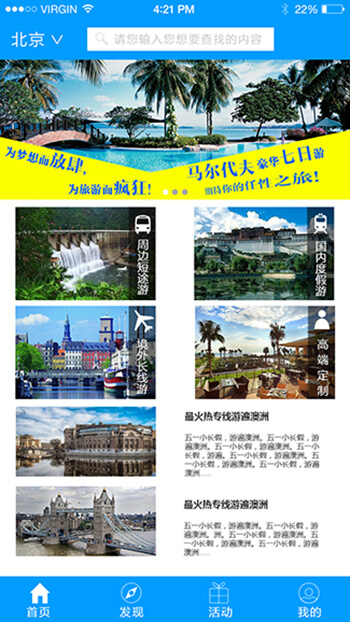 VIRGIN 4:21 PM 22%
北京 请您输入您想要查找的内容
为梦想而放肆，
为旅游而疯狂！
马尔代夫豪华七日游
期待你的任性之旅！
周边短途游
国内度假游
境外长线游
高端定制
最火热专线游遍澳洲
五一小长假，游遍澳洲。五一小长
假，游遍澳洲。五一小长假，游遍
澳洲。五一小长假，游遍澳洲。五
一小长假，游遍澳洲。五一小长
假，游遍澳洲。五一小长假，游遍
澳洲......
最火热专线游遍澳洲
五一小长假，游遍澳洲。五一小长假，
游遍澳洲。洲。五一小长假，游遍澳
洲。五一小长假，游遍澳洲。五一小长
假，游遍澳洲。五一小长假，游遍澳
洲......
首页 发现 活动 我的